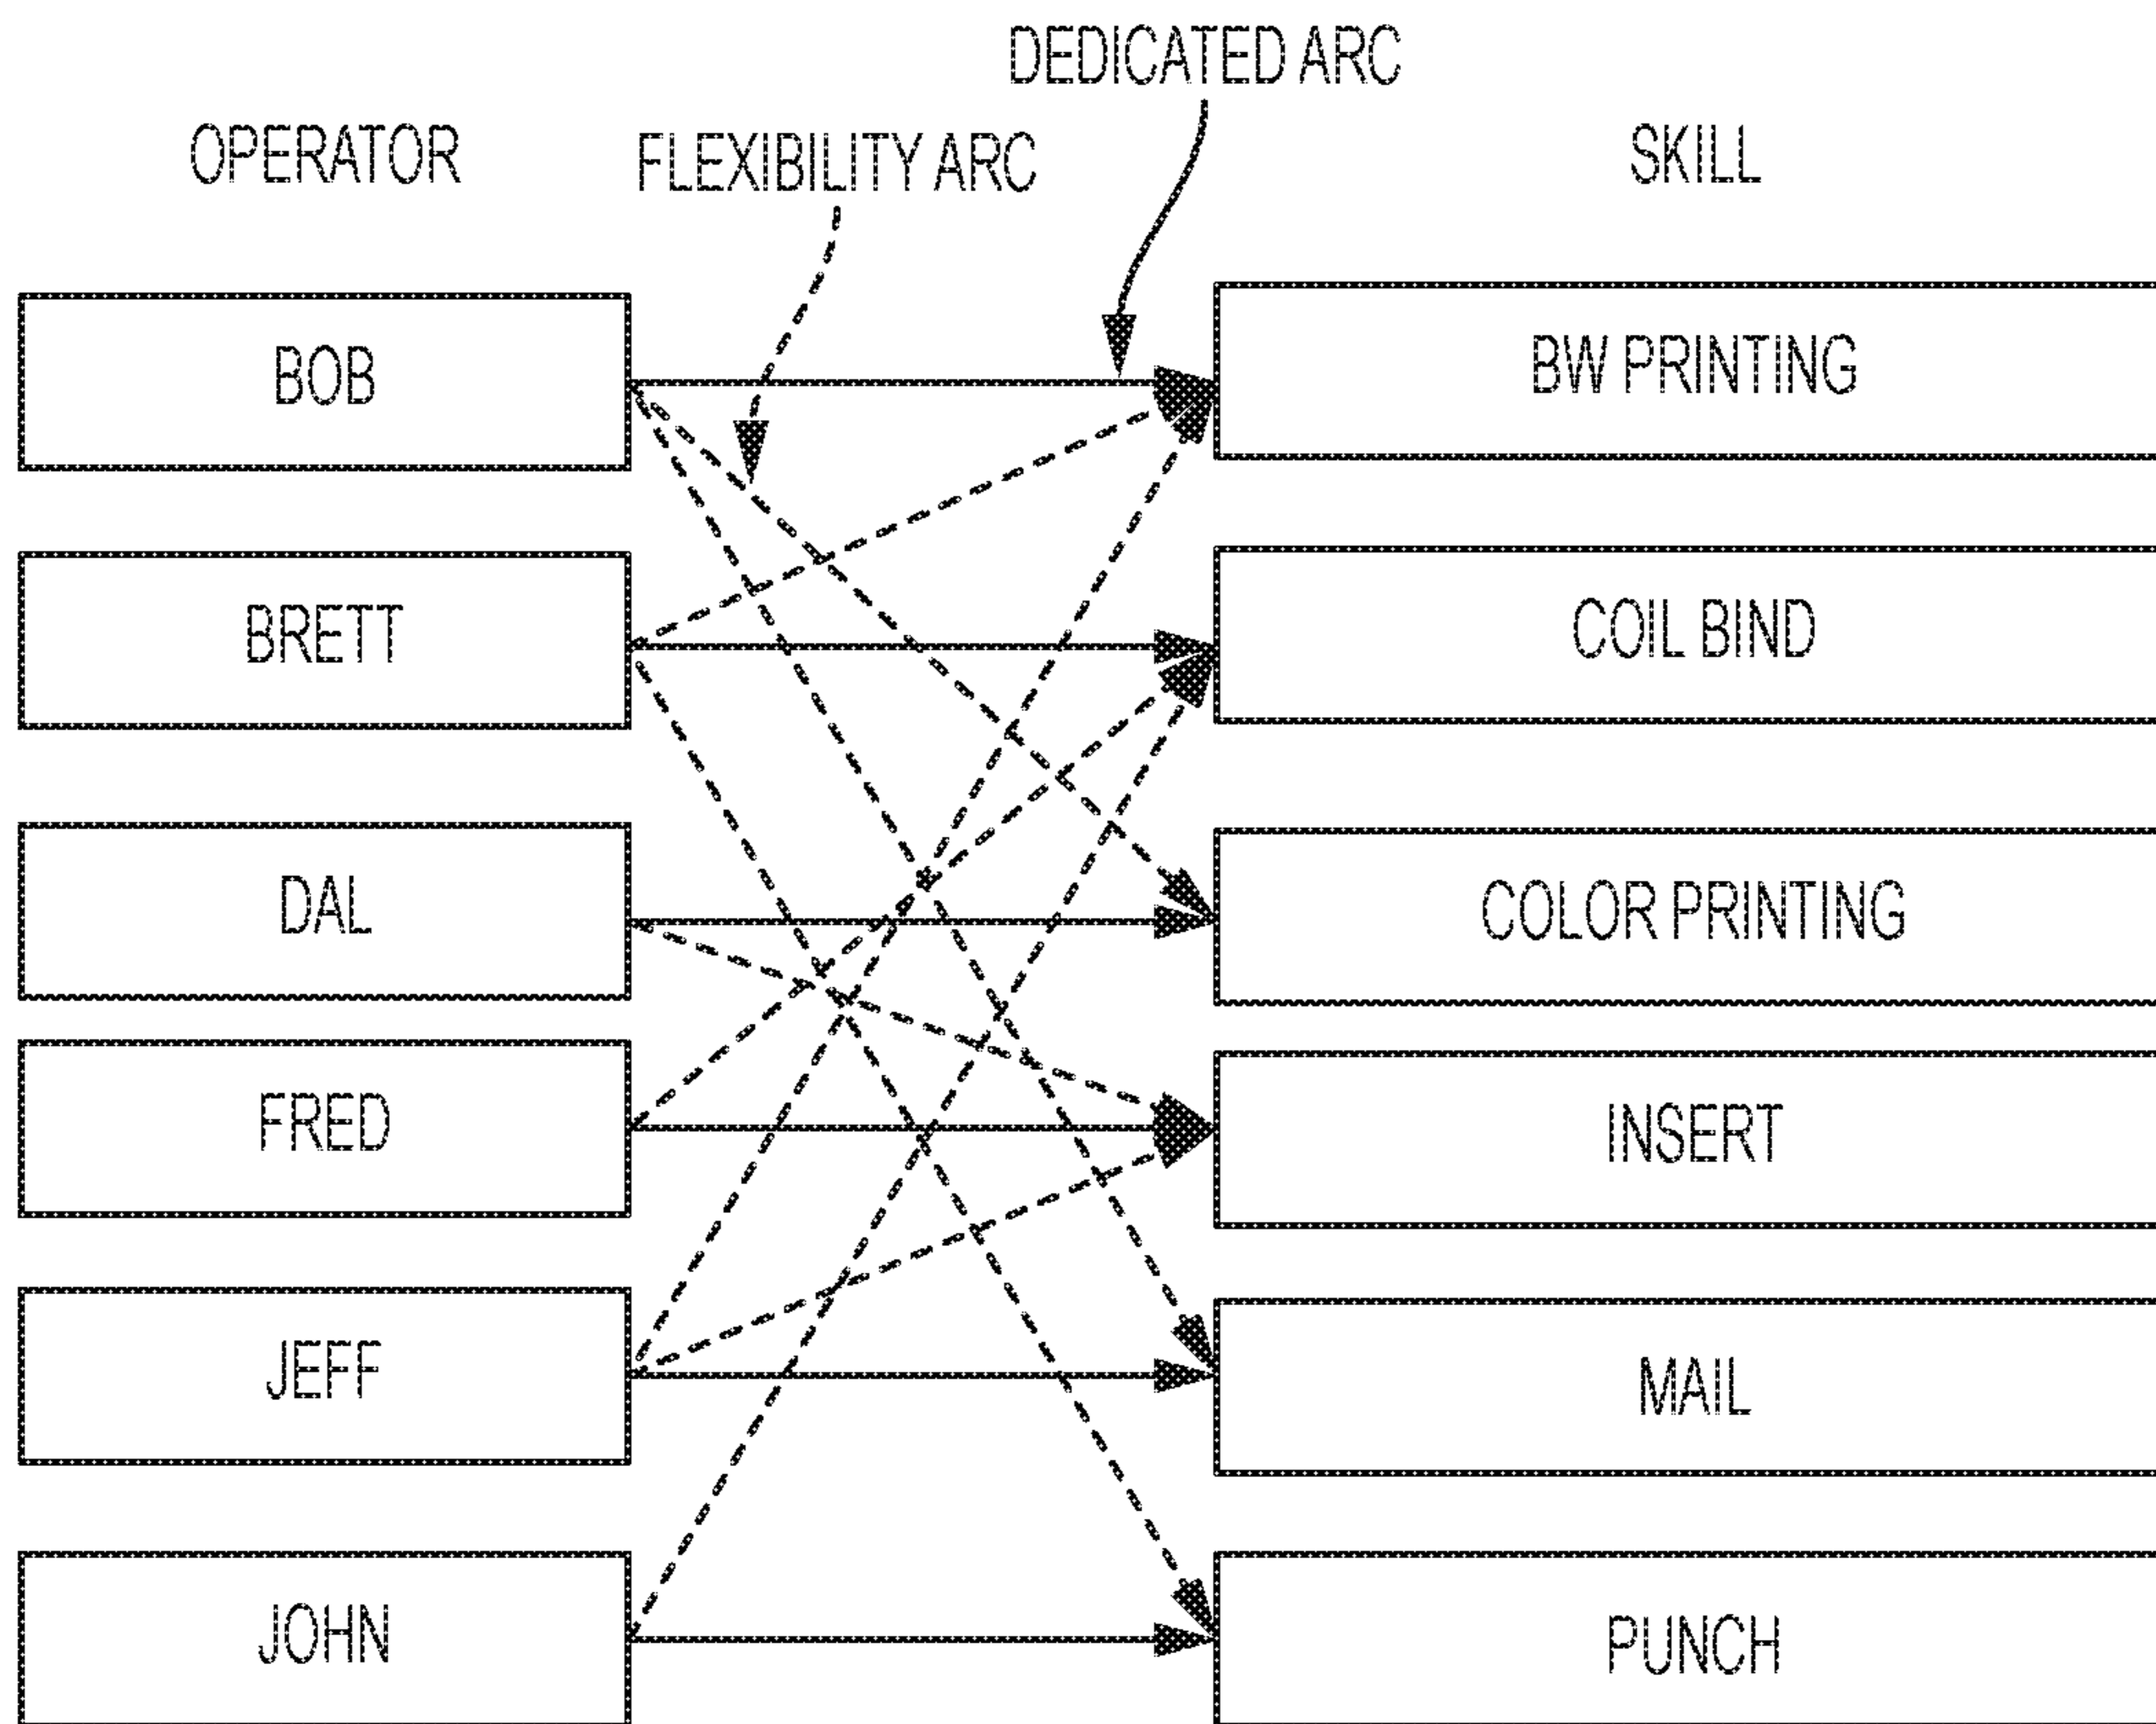 DEDICATED ARC
OPERATOR
FLEXIBILITY ARC
SKILL
BOB
BW PRINTING
BRETT
COIL BIND
DAL
COLOR PRINTING
FRED
INSERT
JEFF
MAIL
JOHN
PUNCH